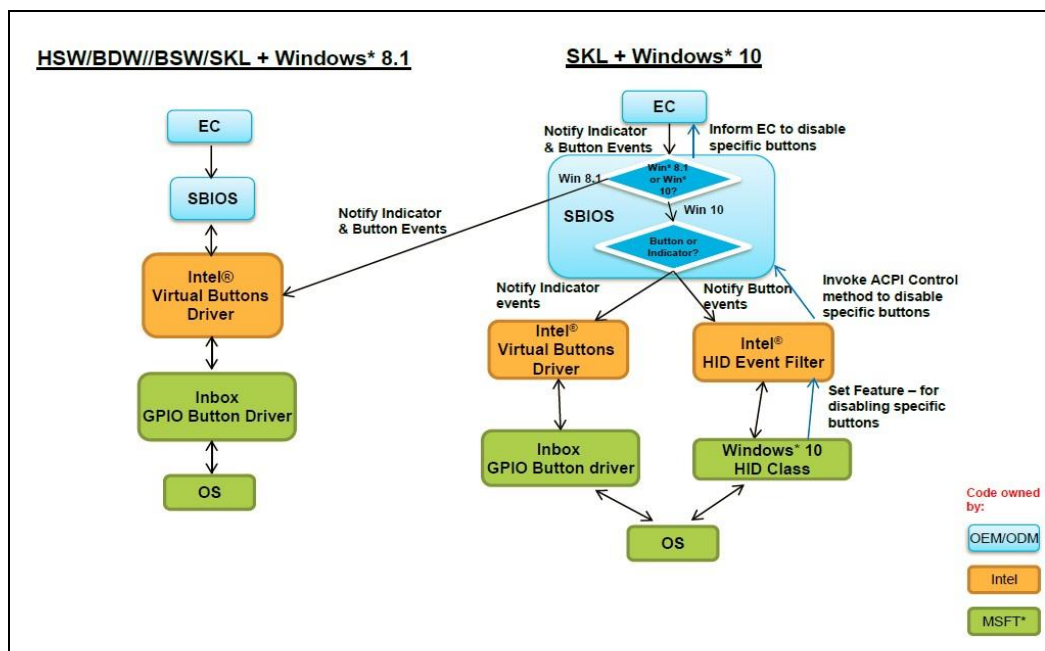 HSW/BDW//BSW/SKL + Windows* 8.1
EC
SBIOS
Intel®
Virtual Buttons
Driver
Inbox
GPIO Button Driver
OS
Notify Indicator
& Button Events
SKL + Windows* 10
EC
Notify Indicator
& Button Events
Inform EC to disable
specific buttons
Win 8.1
Win* 8.1
or Win*
10?
SBIOS
Win 10
Button or
Indicator?
Notify Indicator
events
Notify Button
events
Invoke ACPI Control
method to disable
specific buttons
Intel®
Virtual Buttons
Driver
Intel®
HID Event Filter
Set Feature – for
disabling specific
buttons
Inbox
GPIO Button driver
Windows* 10
HID Class
OS
Code owned
by:
OEM/ODM
Intel
MSFT*